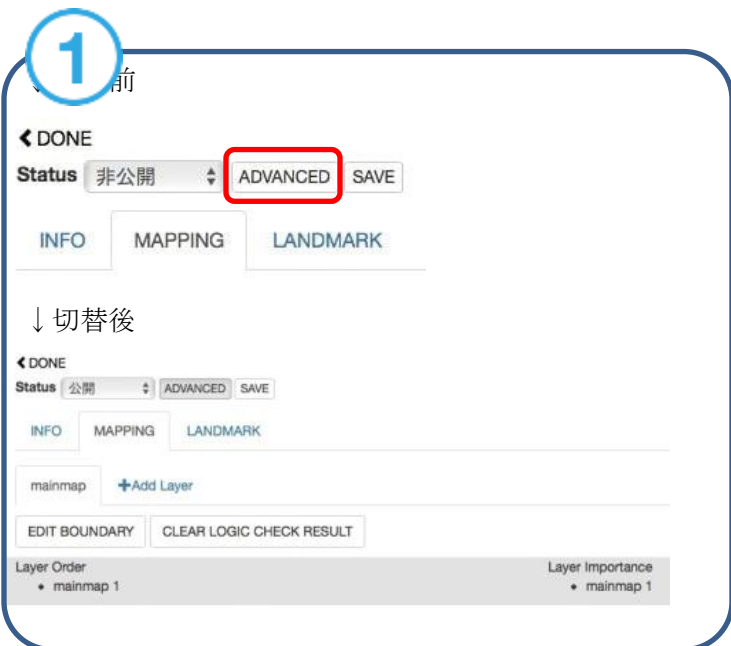 1
前
DONE
Status 非公開 ADVANCED SAVE
INFO MAPPING LANDMARK
↓切替後
DONE
Status 公開 ADVANCED SAVE
INFO MAPPING LANDMARK
mainmap +Add Layer
EDIT BOUNDARY CLEAR LOGIC CHECK RESULT
Layer Order Layer Importance
• mainmap 1 • mainmap 1